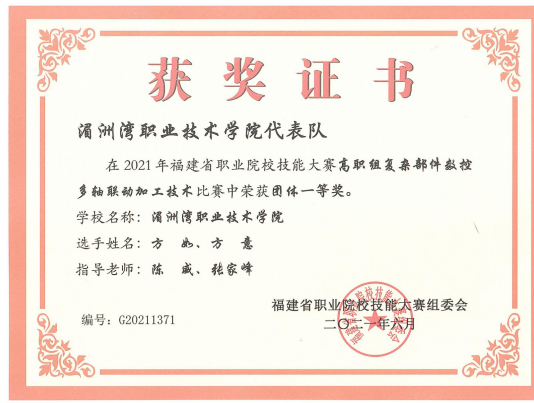 获奖证书
湄洲湾职业技术学院代表队
在2021年福建省职业院校技能大赛高职组复杂部件数控
多轴联动加工技术比赛中荣获团体一等奖。
学校名称：湄洲湾职业技术学院
选手姓名：方 如、方 意
指导老师：陈 威、张家峰
福建省职业院校技能大赛组委会
编号：G20211371
二〇二一年六月